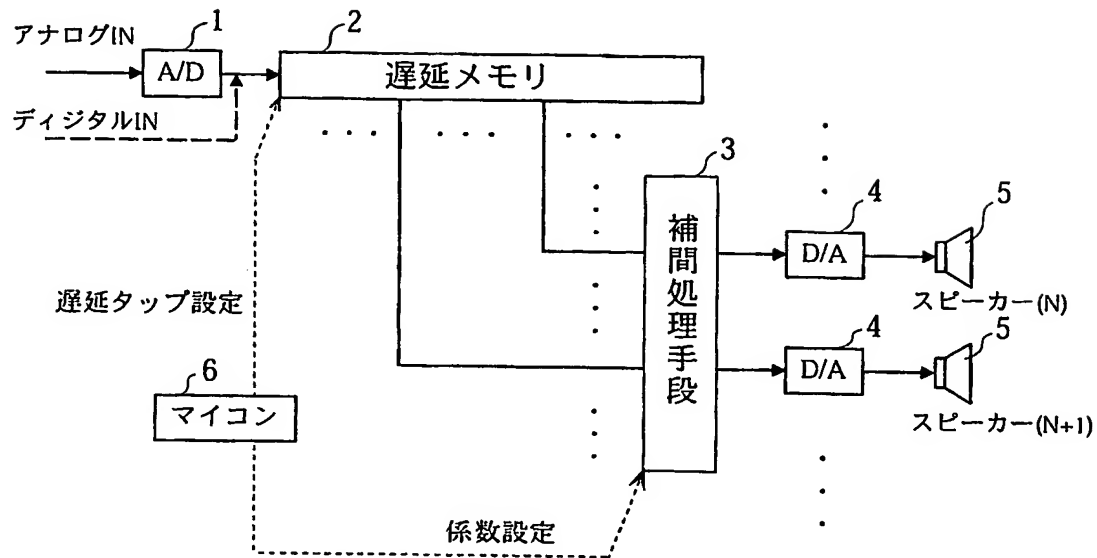 アナログIN
1
A/D
ディジタルIN
2
遅延メモリ
3
補間処理手段
4
D/A
5
スピーカー(N)
遅延タップ設定
4
D/A
5
スピーカー(N+1)
6
マイコン
係数設定